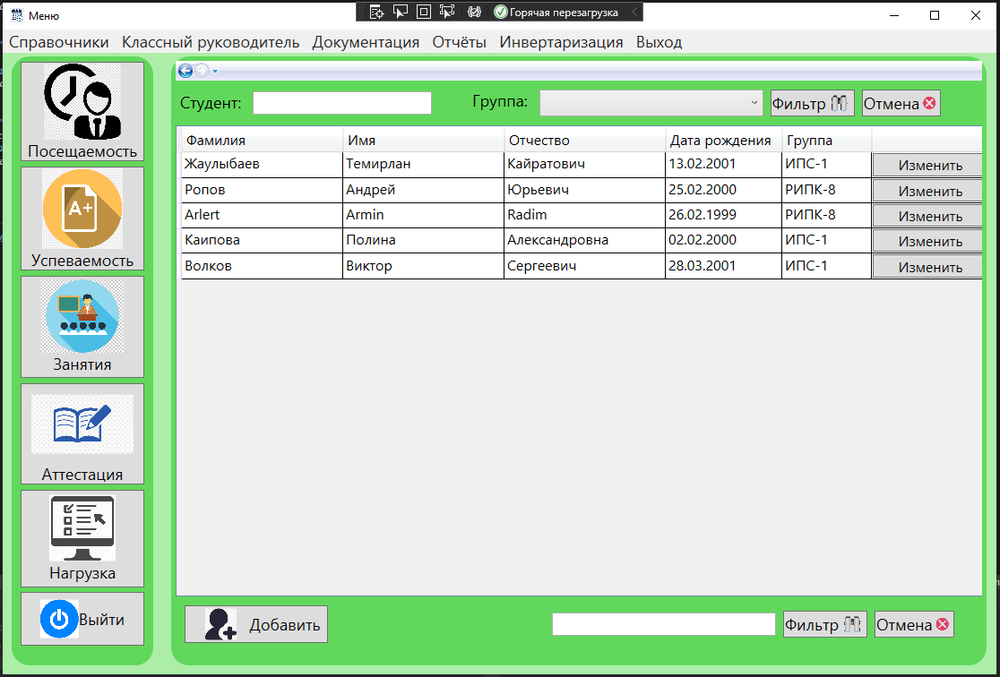 Меню
Горячая перезагрузка
Справочники Классный руководитель Документация Отчёты Инвертаризация Выход
Посещаемость
A+
Успеваемость
Занятия
Аттестация
Нагрузка
Выйти
Студент: Группа: Фильтр Отмена
Фамилия Имя Отчество Дата рождения Группа
Жаулыбаев Темирлан Кайратович 13.02.2001 ИПС-1 Изменить
Ропов Андрей Юрьевич 25.02.2000 РИПК-8 Изменить
Arlert Armin Radim 26.02.1999 РИПК-8 Изменить
Каипова Полина Александровна 02.02.2000 ИПС-1 Изменить
Волков Виктор Сергеевич 28.03.2001 ИПС-1 Изменить
Добавить Фильтр Отмена